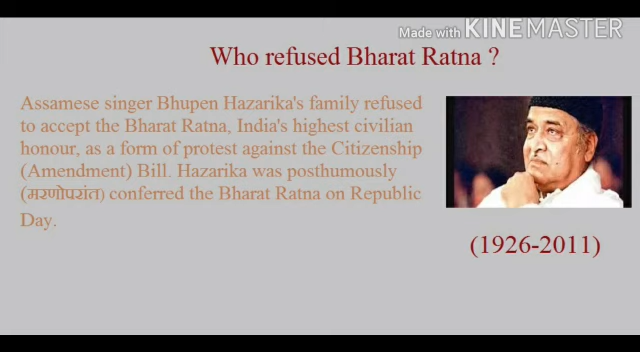 Made with KINEMASTER
Who refused Bharat Ratna ?
Assamese singer Bhupen Hazarika's family refused
to accept the Bharat Ratna, India's highest civilian
honour, as a form of protest against the Citizenship
(Amendment) Bill. Hazarika was posthumously
(मरणोपरांत) conferred the Bharat Ratna on Republic
Day.
(1926-2011)